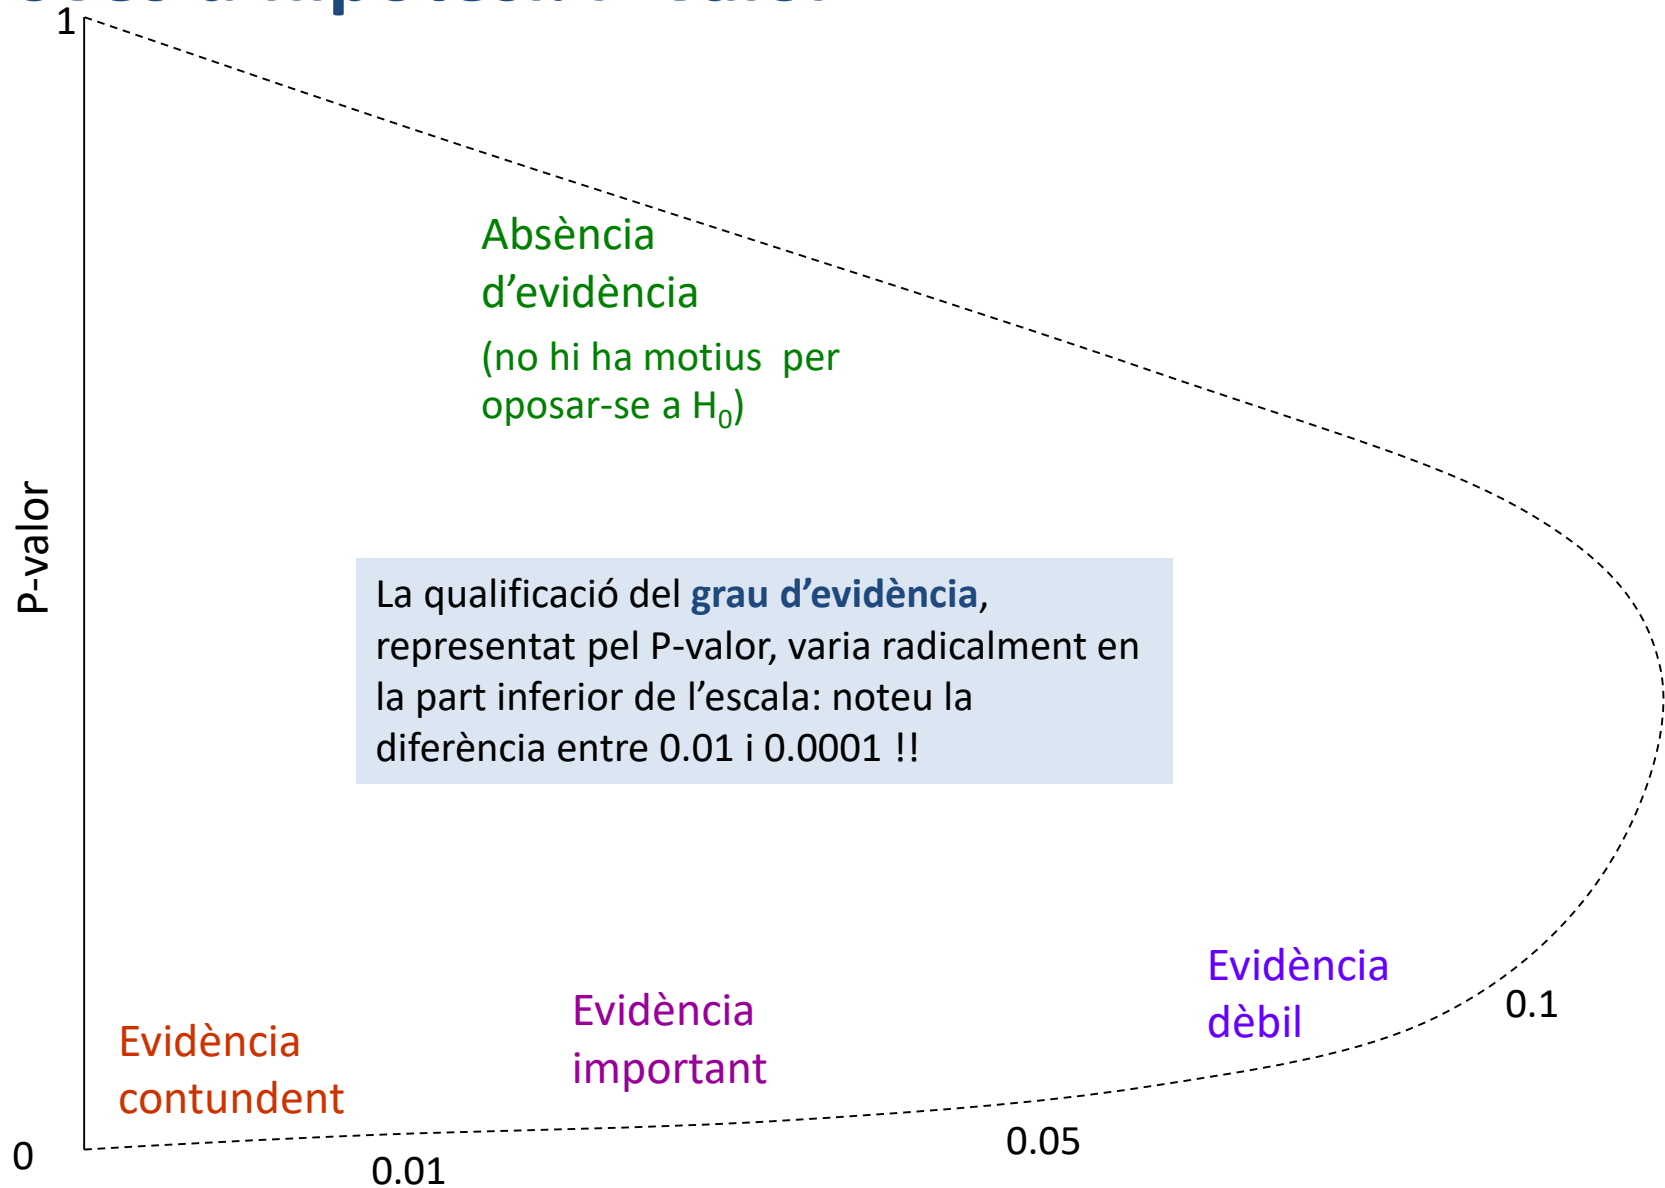 1
Absència
d’evidència
(no hi ha motius per
oposar-se a H₀)
P-valor
La qualificació del grau d’evidència,
representat pel P-valor, varia radicalment en
la part inferior de l’escala: noteu la
diferència entre 0.01 i 0.0001 !!
Evidència
dèbil
0.1
Evidència
important
Evidència
contundent
0.05
0
0.01